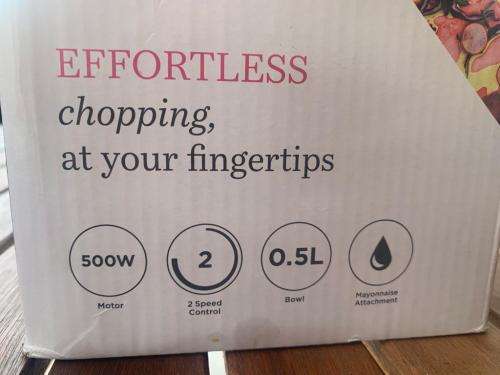 EFFORTLESS
chopping,
at your fingertips
500W
Motor
2
2 Speed
Control
0.5L
Bowl
Mayonnaise
Attachment